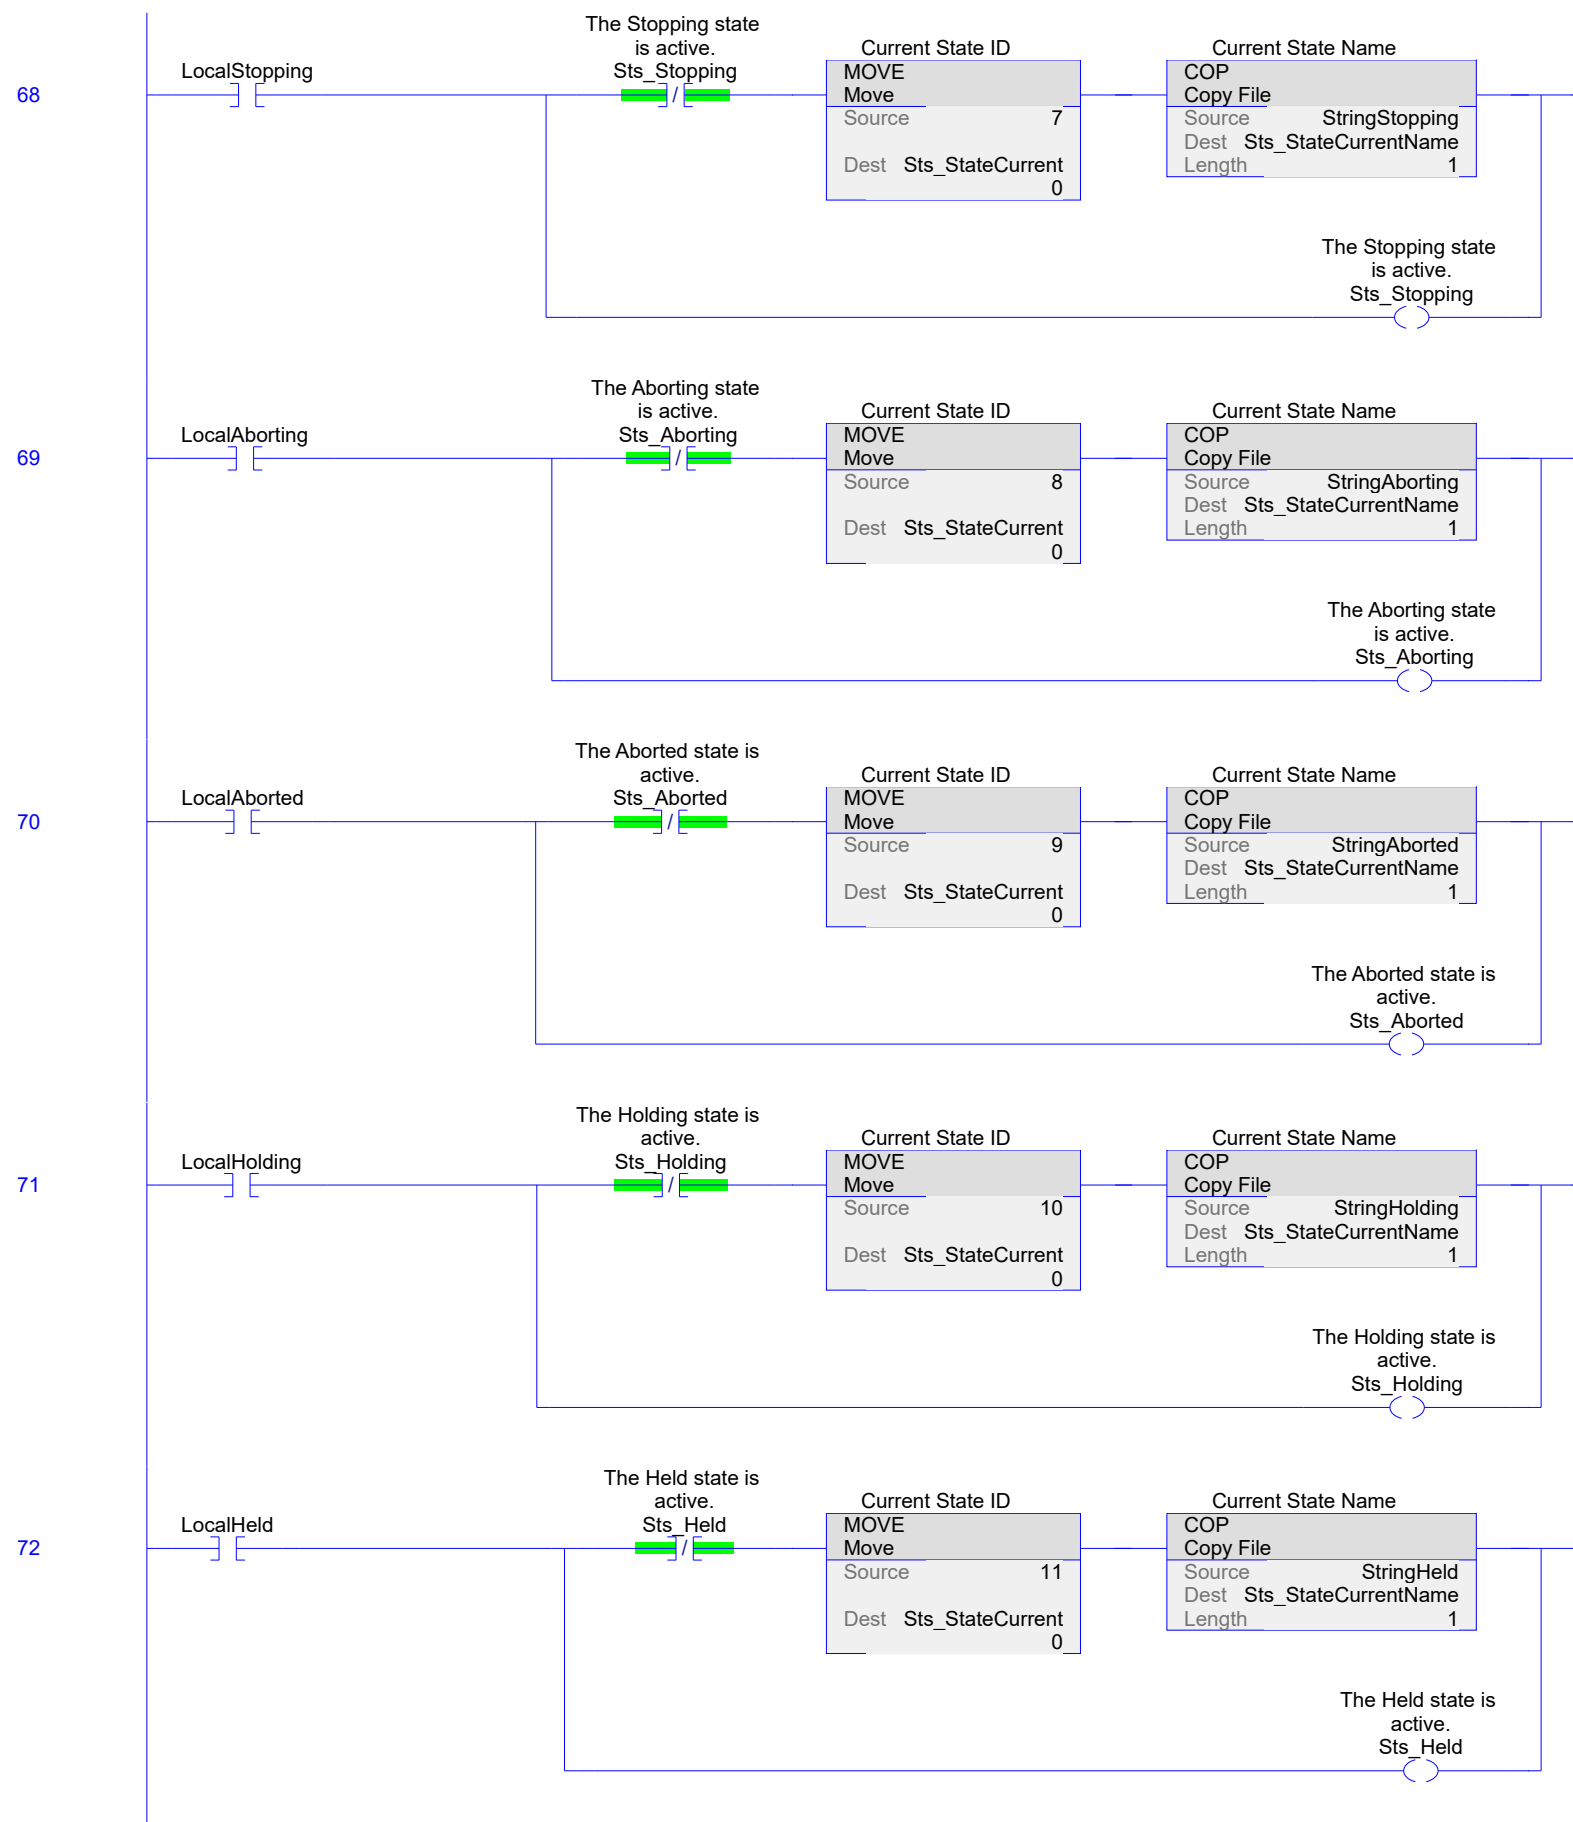 The Stopping state
is active.
Sts_Stopping
Current State ID
Current State Name
68
LocalStopping
/
MOVE
Move
Source 7
Dest Sts_StateCurrent
0
COP
Copy File
Source StringStopping
Dest Sts_StateCurrentName
Length 1
The Stopping state
is active.
Sts_Stopping
The Aborting state
is active.
Sts_Aborting
Current State ID
Current State Name
69
LocalAborting
/
MOVE
Move
Source 8
Dest Sts_StateCurrent
0
COP
Copy File
Source StringAborting
Dest Sts_StateCurrentName
Length 1
The Aborting state
is active.
Sts_Aborting
The Aborted state is
active.
Sts_Aborted
Current State ID
Current State Name
70
LocalAborted
/
MOVE
Move
Source 9
Dest Sts_StateCurrent
0
COP
Copy File
Source StringAborted
Dest Sts_StateCurrentName
Length 1
The Aborted state is
active.
Sts_Aborted
The Holding state is
active.
Sts_Holding
Current State ID
Current State Name
71
LocalHolding
/
MOVE
Move
Source 10
Dest Sts_StateCurrent
0
COP
Copy File
Source StringHolding
Dest Sts_StateCurrentName
Length 1
The Holding state is
active.
Sts_Holding
The Held state is
active.
Sts_Held
Current State ID
Current State Name
72
LocalHeld
/
MOVE
Move
Source 11
Dest Sts_StateCurrent
0
COP
Copy File
Source StringHeld
Dest Sts_StateCurrentName
Length 1
The Held state is
active.
Sts_Held